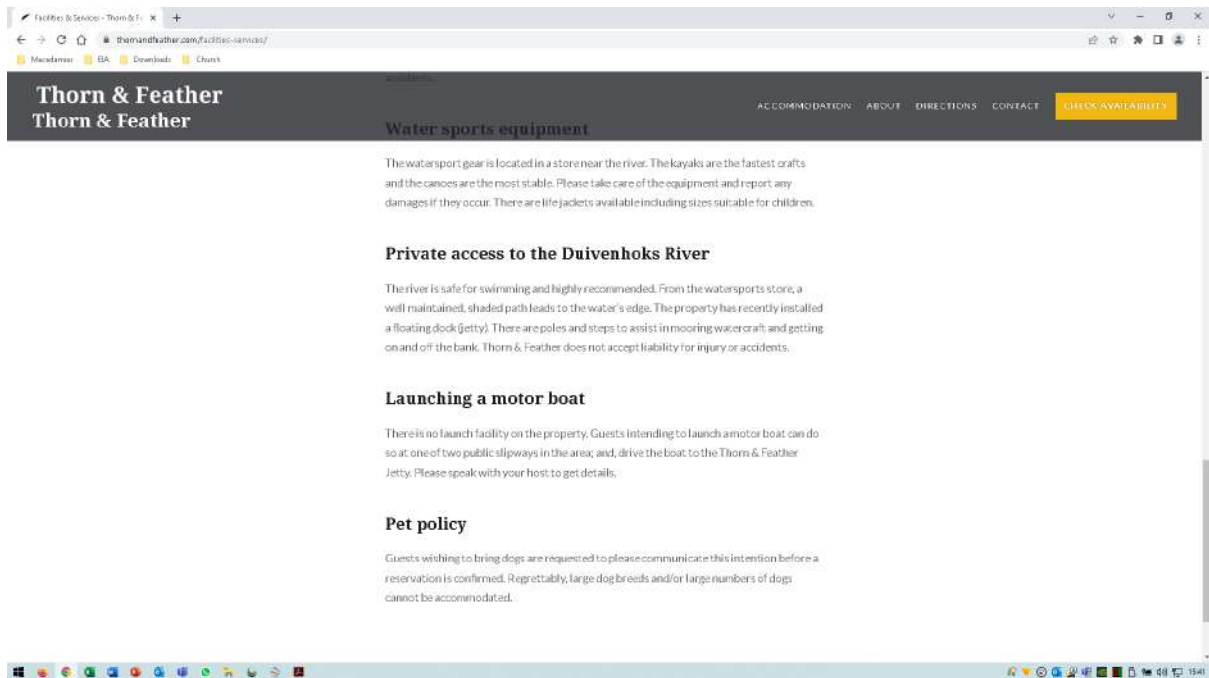 Facilities & Services - Thorn & F
thornandfeather.com/facilities-services/
Macadamias
EIA
Downloads
Church
accidents.
Thorn & Feather
Thorn & Feather
ACCOMMODATION ABOUT DIRECTIONS CONTACT CHECK AVAILABILITY
Water sports equipment
The watersport gear is located in a store near the river. The kayaks are the fastest crafts
and the canoes are the most stable. Please take care of the equipment and report any
damages if they occur. There are life jackets available including sizes suitable for children.
Private access to the Duivenhoks River
The river is safe for swimming and highly recommended. From the watersports store, a
well maintained, shaded path leads to the water's edge. The property has recently installed
a floating dock (jetty). There are poles and steps to assist in mooring watercraft and getting
on and off the bank. Thorn & Feather does not accept liability for injury or accidents.
Launching a motor boat
There is no launch facility on the property. Guests intending to launch a motor boat can do
so at one of two public slipways in the area; and, drive the boat to the Thorn & Feather
Jetty. Please speak with your host to get details.
Pet policy
Guests wishing to bring dogs are requested to please communicate this intention before a
reservation is confirmed. Regrettably, large dog breeds and/or large numbers of dogs
cannot be accommodated.
15:41